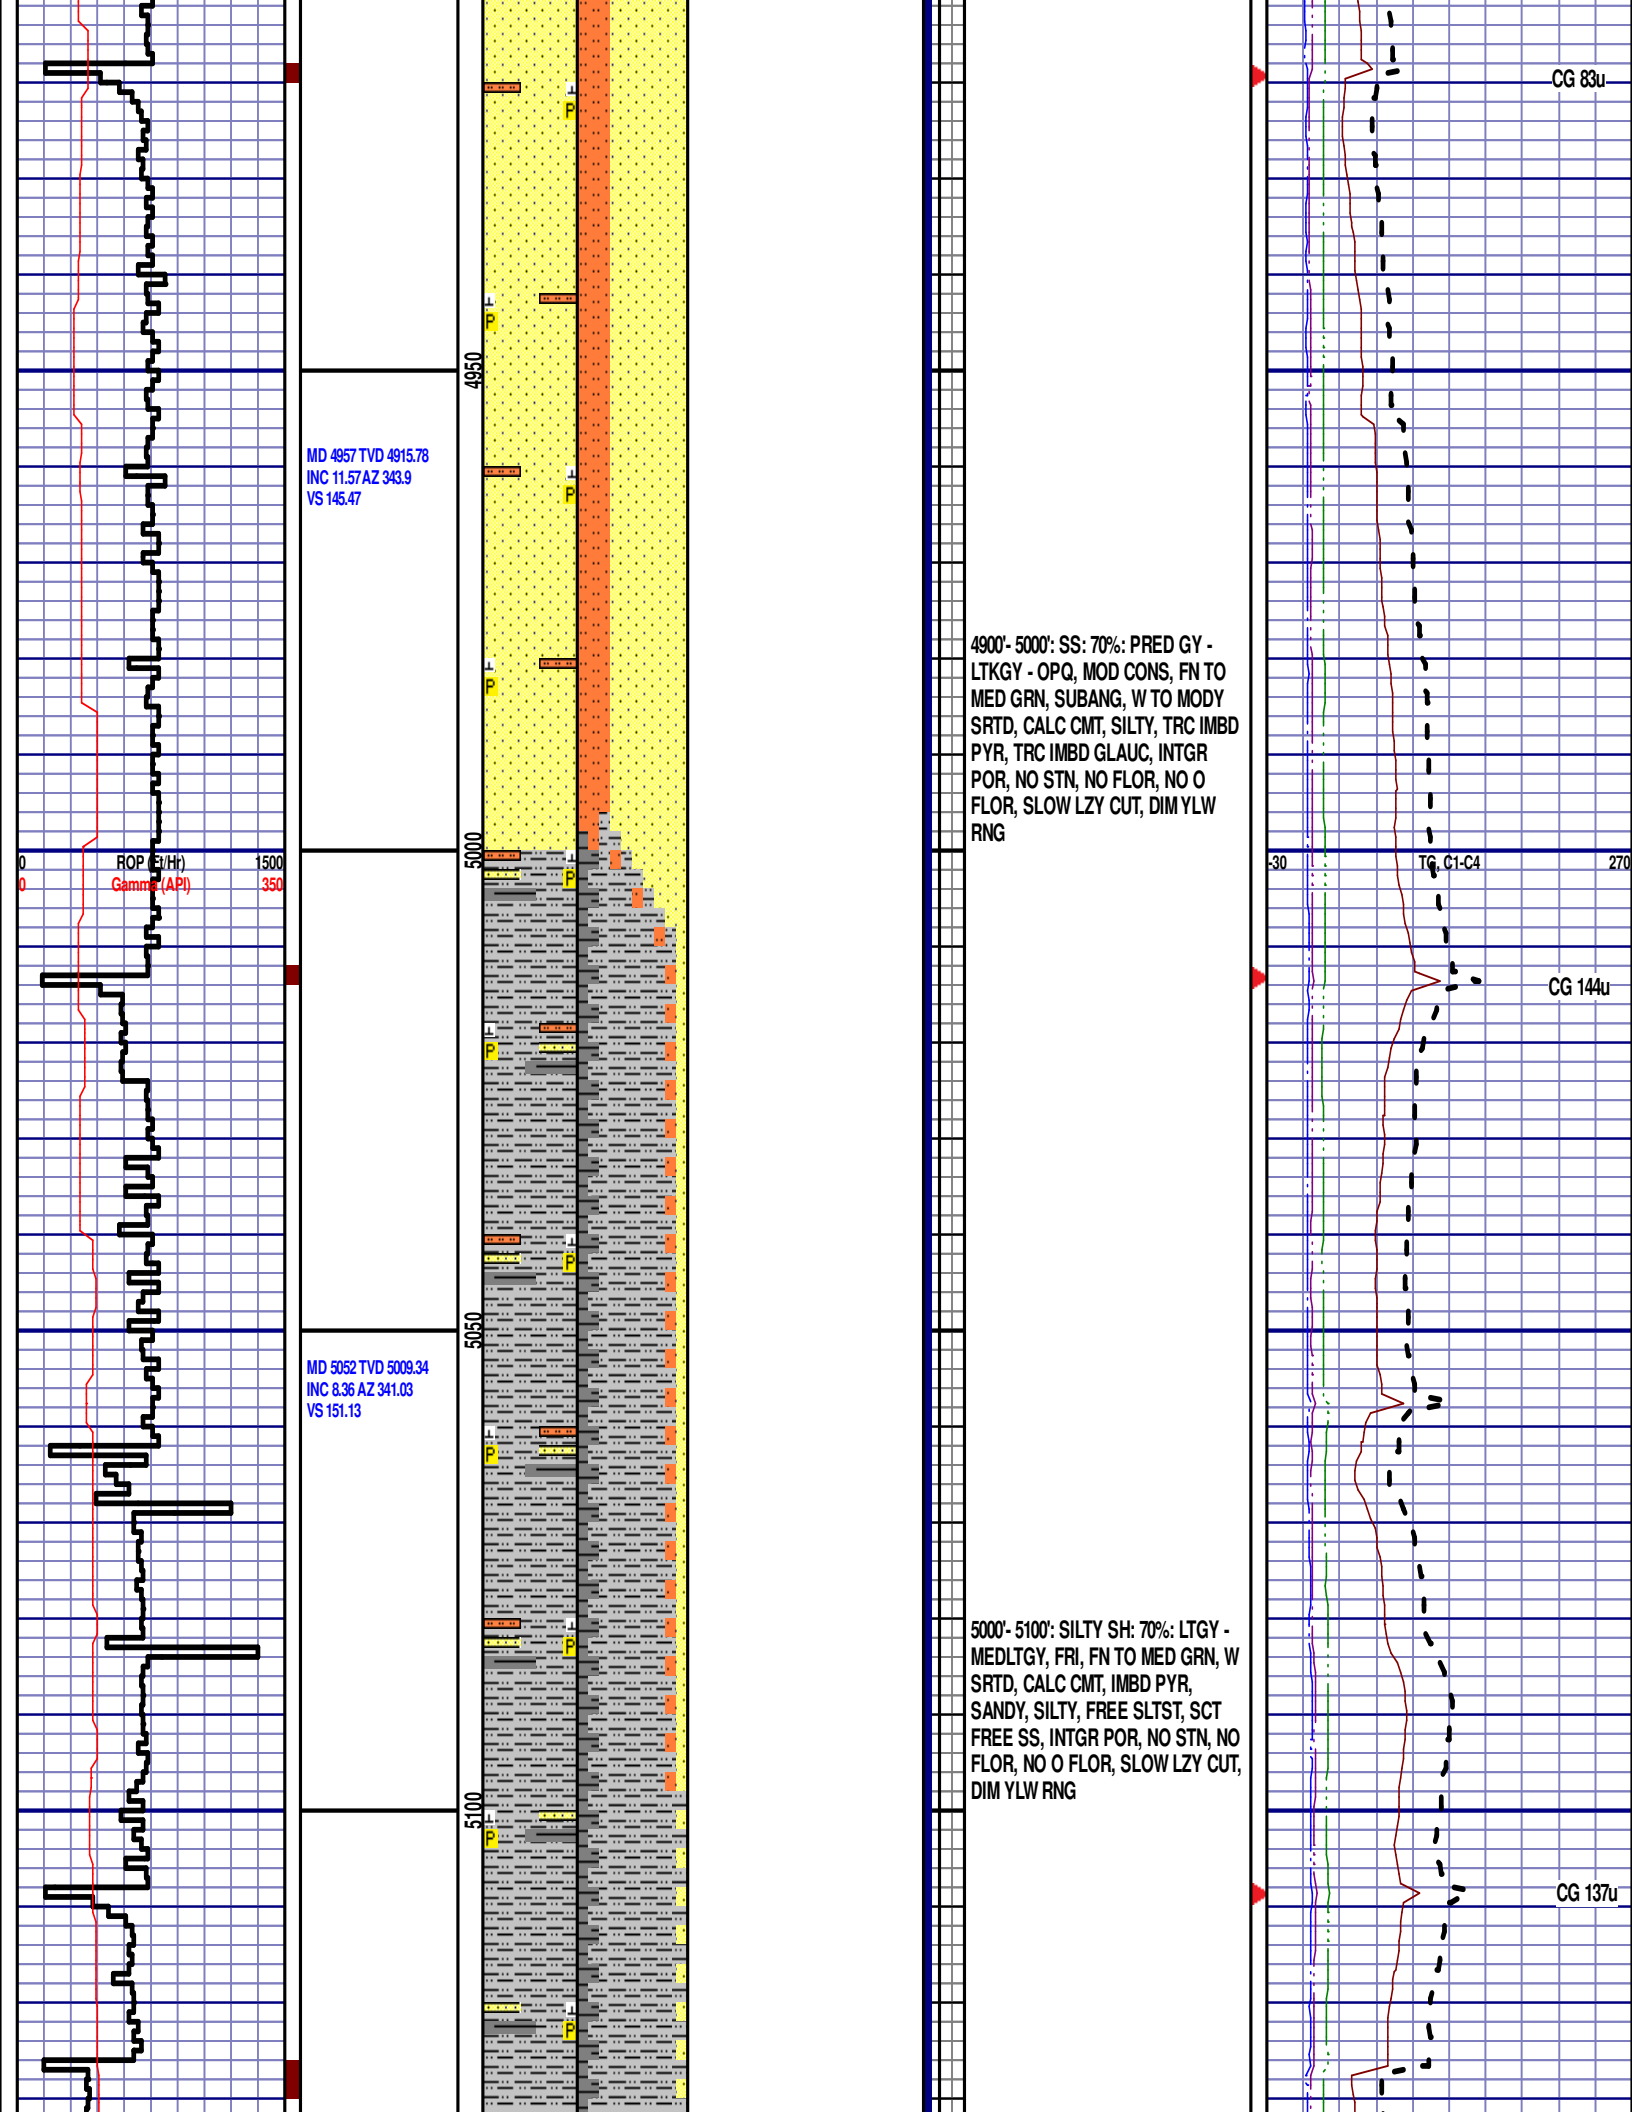 CG 83u
P
P
4950
MD 4957 TVD 4915.78
INC 11.57 AZ 343.9
VS 145.47
P
P
4900'- 5000': SS: 70%: PRED GY -
LTKGY - OPQ, MOD CONS, FN TO
MED GRN, SUBANG, W TO MODY
SRTD, CALC CMT, SILTY, TRC IMBD
PYR, TRC IMBD GLAUC, INTGR
POR, NO STN, NO FLOR, NO O
FLOR, SLOW LZY CUT, DIM YLW
RNG
5000
0 ROP (Ft/Hr) 1500
0 Gamma (API) 350
-30 TG, C1-C4 270
P
CG 144u
P
P
5050
MD 5052 TVD 5009.34
INC 8.36 AZ 341.03
VS 151.13
P
P
5000'- 5100': SILTY SH: 70%: LTGY -
MEDLTGY, FRI, FN TO MED GRN, W
SRTD, CALC CMT, IMBD PYR,
SANDY, SILTY, FREE SLTST, SCT
FREE SS, INTGR POR, NO STN, NO
FLOR, NO O FLOR, SLOW LZY CUT,
DIM YLW RNG
5100
P
CG 137u
P